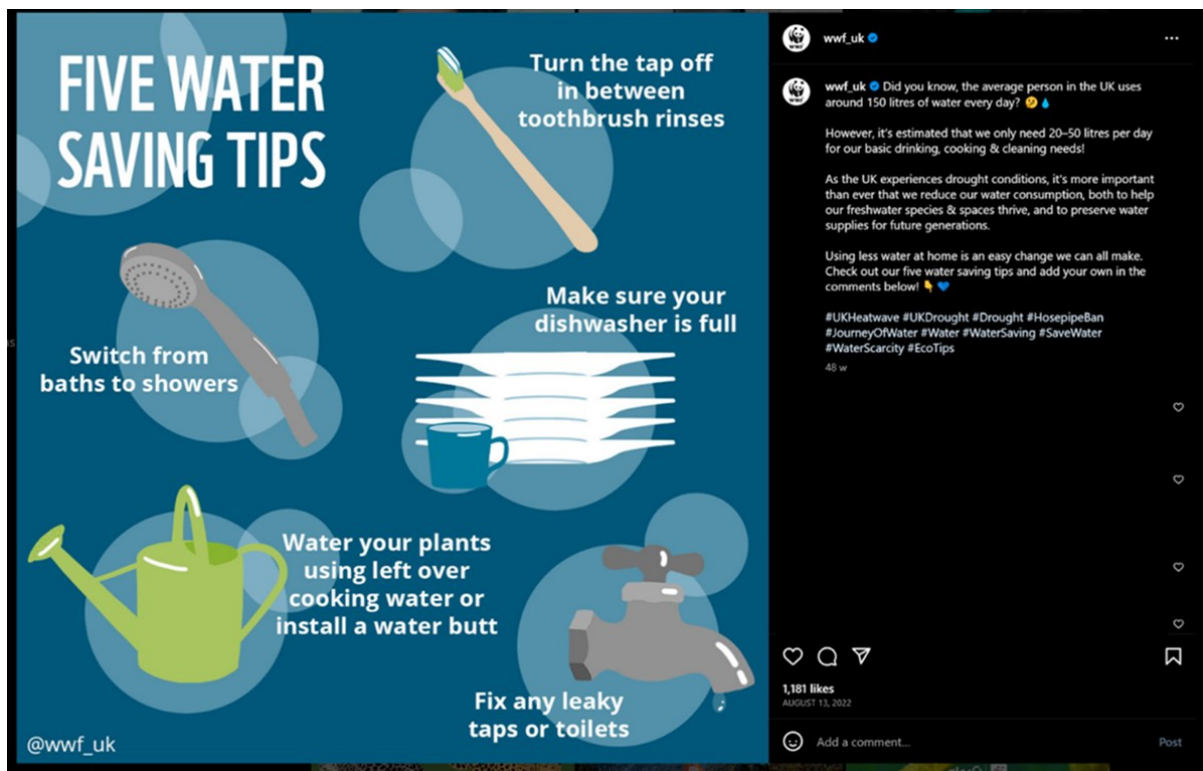 FIVE WATER
SAVING TIPS
Turn the tap off
in between
toothbrush rinses
Switch from
baths to showers
Make sure your
dishwasher is full
Water your plants
using left over
cooking water or
install a water butt
Fix any leaky
taps or toilets
@wwf_uk
WWF
wwf_uk
WWF
wwf_uk Did you know, the average person in the UK uses
around 150 litres of water every day? 🫤💧
However, it's estimated that we only need 20–50 litres per day
for our basic drinking, cooking & cleaning needs!
As the UK experiences drought conditions, it's more important
than ever that we reduce our water consumption, both to help
our freshwater species & spaces thrive, and to preserve water
supplies for future generations.
Using less water at home is an easy change we can all make.
Check out our five water saving tips and add your own in the
comments below! 👇💙
#UKHeatwave #UKDrought #Drought #HosepipeBan
#JourneyOfWater #Water #WaterSaving #SaveWater
#WaterScarcity #EcoTips
48 w
1,181 likes
AUGUST 13, 2022
Add a comment...
Post